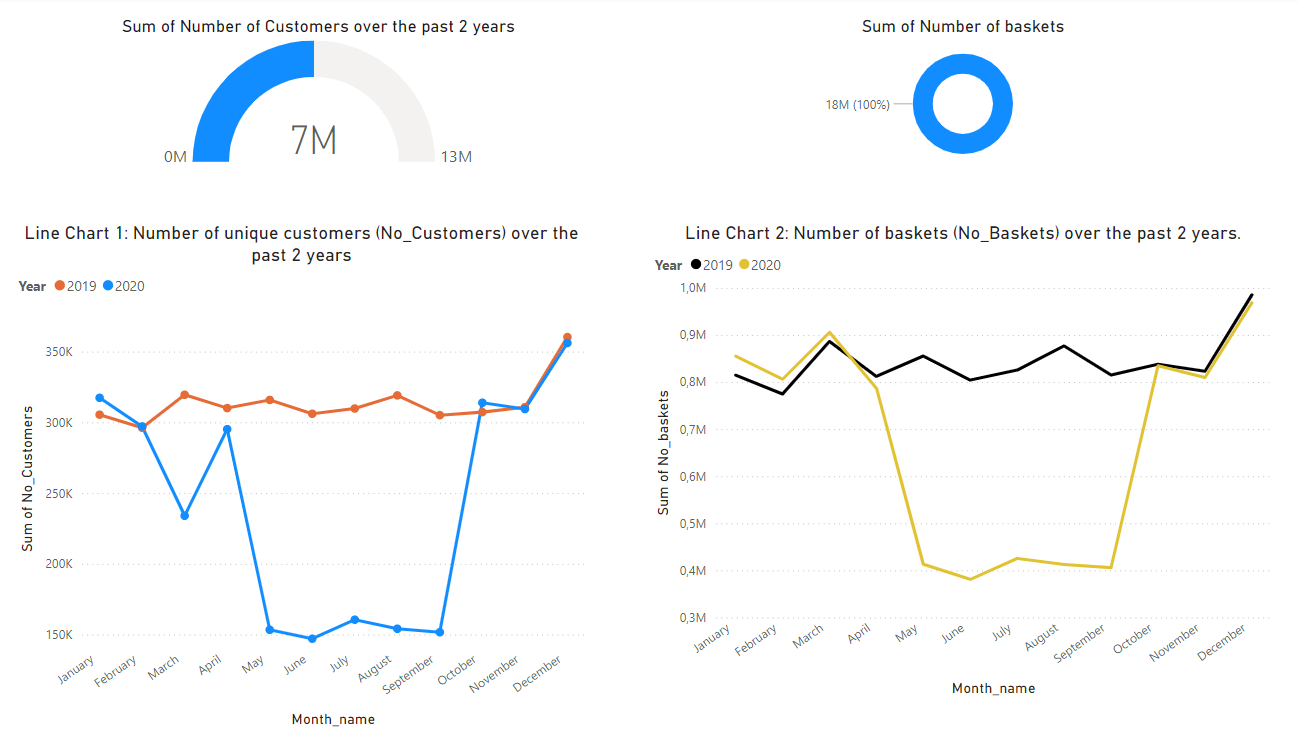 Sum of Number of Customers over the past 2 years
7M
0M
13M
Sum of Number of baskets
18M (100%)
Line Chart 1: Number of unique customers (No_Customers) over the
past 2 years
Year 2019 2020
Sum of No_Customers
350K
300K
250K
200K
150K
January
February
March
April
May
June
July
August
September
October
November
December
Month_name
Line Chart 2: Number of baskets (No_Baskets) over the past 2 years.
Year 2019 2020
Sum of No_baskets
1,0M
0,9M
0,8M
0,7M
0,6M
0,5M
0,4M
0,3M
January
February
March
April
May
June
July
August
September
October
November
December
Month_name